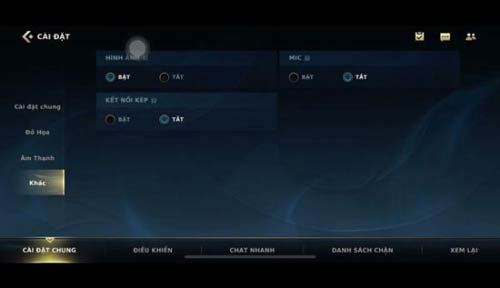 CÀI ĐẶT
HÌNH ẢNH
BẬT TẮT
MIC
BẬT TẮT
KẾT NỐI KÉP
BẬT TẮT
Cài đặt chung
Đồ Họa
Âm Thanh
Khác
CÀI ĐẶT CHUNG ĐIỀU KHIỂN CHAT NHANH DANH SÁCH CHẶN XEM LẠI